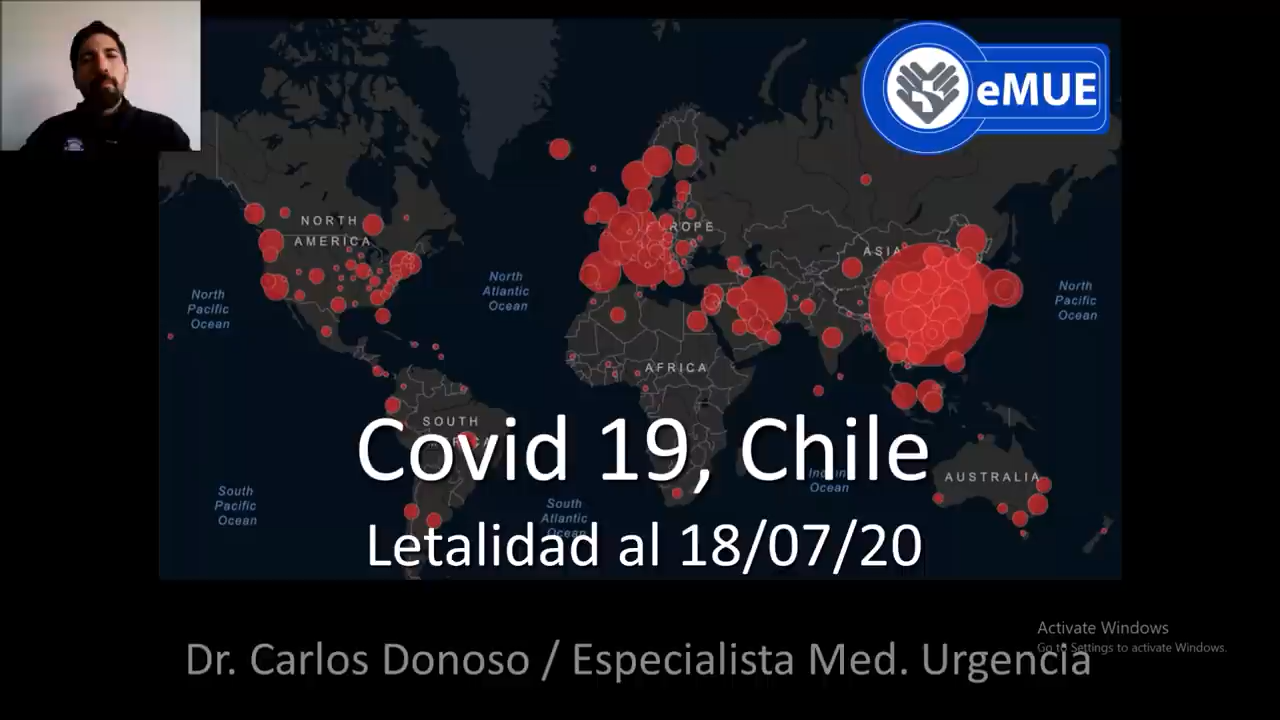 eMUE
NORTH
AMERICA
ROPE
ASIA
North
Atlantic
Ocean
North
Pacific
Ocean
North
Pacific
Ocean
AFRICA
SOUTH
Covid 19, Chile
AUSTRALIA
Ocean
South
Pacific
Ocean
South
Atlantic
Ocean
Letalidad al 18/07/20
Activate Windows
Go to Settings to activate Windows.
Dr. Carlos Donoso / Especialista Med. Urgencia